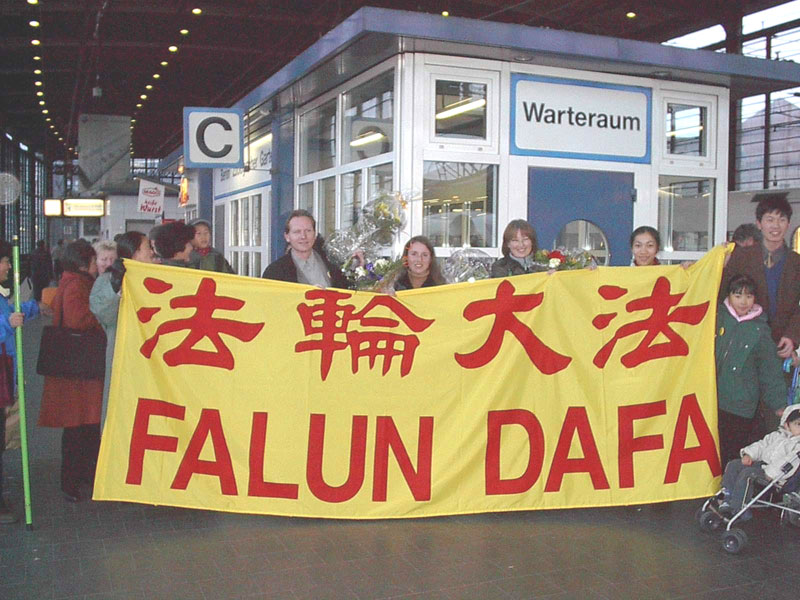 C
Warteraum
法輪大法
FALUN DAFA